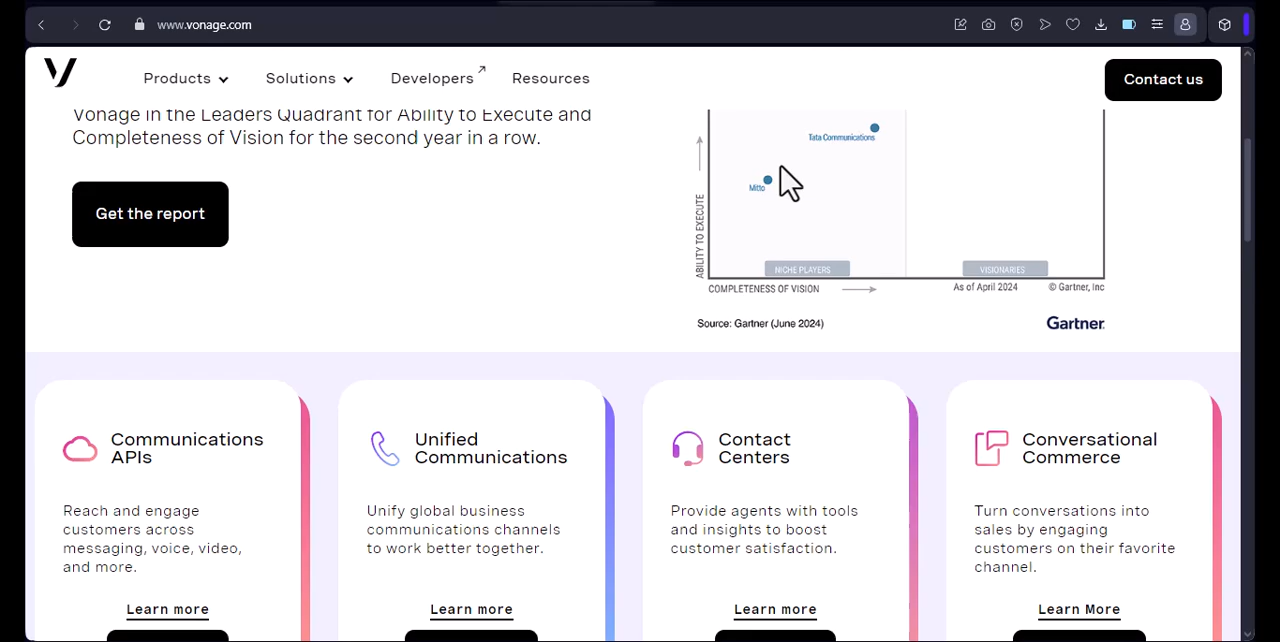 www.vonage.com
Products
Solutions
Developers
Resources
Contact us
Vonage in the Leaders Quadrant for Ability to Execute and
Completeness of Vision for the second year in a row.
Get the report
Tata Communications
Mitto
ABILITY TO EXECUTE
NICHE PLAYERS
VISIONARIES
COMPLETENESS OF VISION
As of April 2024
© Gartner, Inc
Source: Gartner (June 2024)
Gartner.
Communications
APIs
Reach and engage
customers across
messaging, voice, video,
and more.
Learn more
Unified
Communications
Unify global business
communications channels
to work better together.
Learn more
Contact
Centers
Provide agents with tools
and insights to boost
customer satisfaction.
Learn more
Conversational
Commerce
Turn conversations into
sales by engaging
customers on their favorite
channel.
Learn More